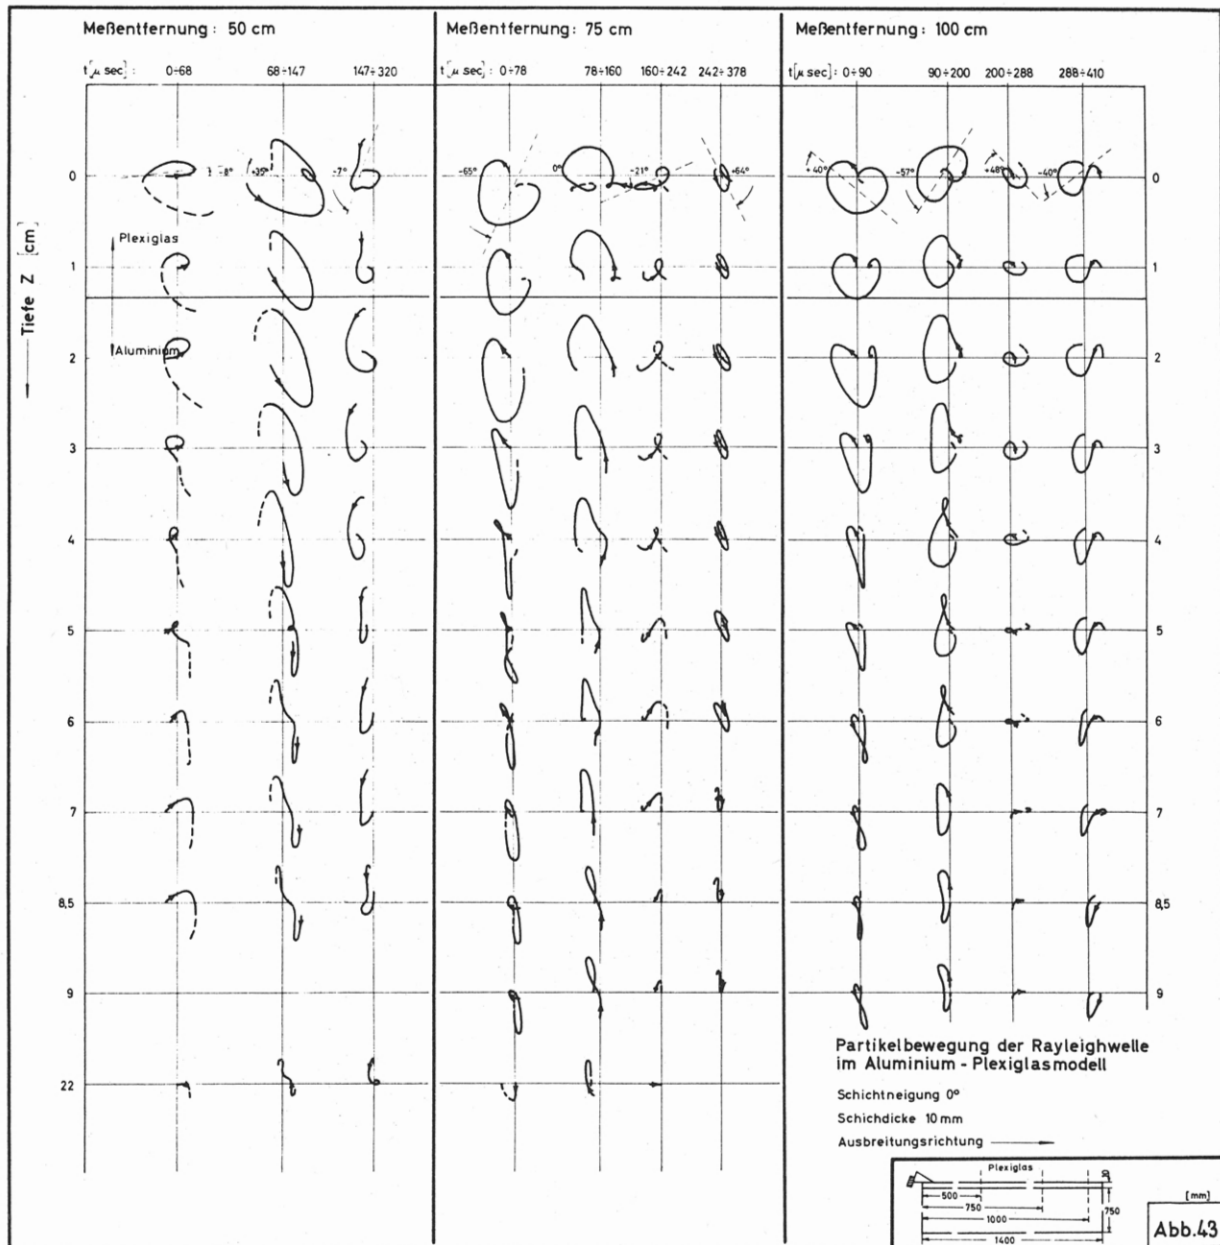 Meßentfernung: 50 cm
t[µ sec]: 0÷68 68÷147 147÷320
Meßentfernung: 75 cm
t[µ sec]: 0÷78 78÷160 160÷242 242÷378
Meßentfernung: 100 cm
t[µ sec]: 0÷90 90÷200 200÷288 288÷410
Tiefe Z [cm]
0 -8° +35° -7° -65° 0° -21° +64° +40° -57° +48° -40° 0
Plexiglas
1 1
Aluminium
2 2
3 3
4 4
5 5
6 6
7 7
8,5 8,5
9 9
22
Partikelbewegung der Rayleighwelle
im Aluminium - Plexiglasmodell
Schichtneigung 0°
Schichdicke 10 mm
Ausbreitungsrichtung
Plexiglas
10
500
750
1000
1400
750
[mm]
Abb.43